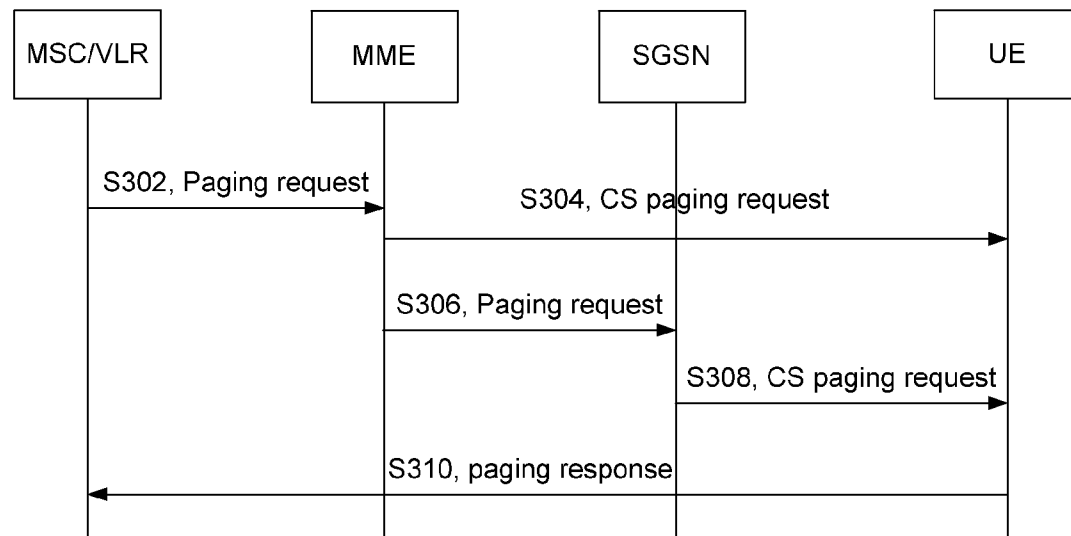 MSC/VLR
MME
SGSN
UE
S302, Paging request
S304, CS paging request
S306, Paging request
S308, CS paging request
S310, paging response